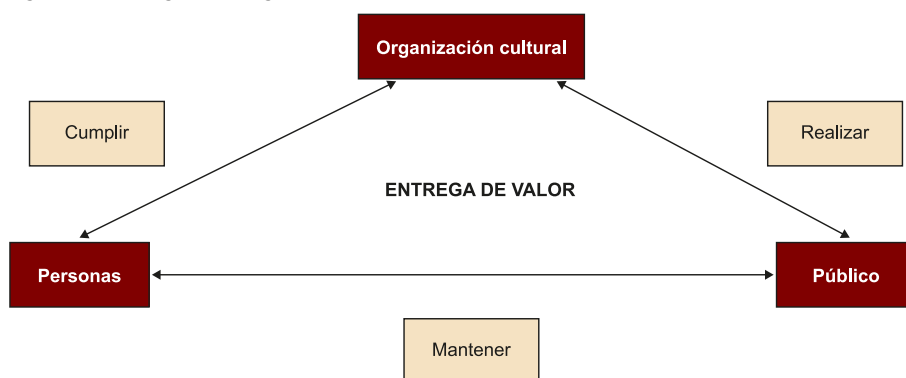 Organización cultural
Cumplir
Realizar
ENTREGA DE VALOR
Personas
Público
Mantener